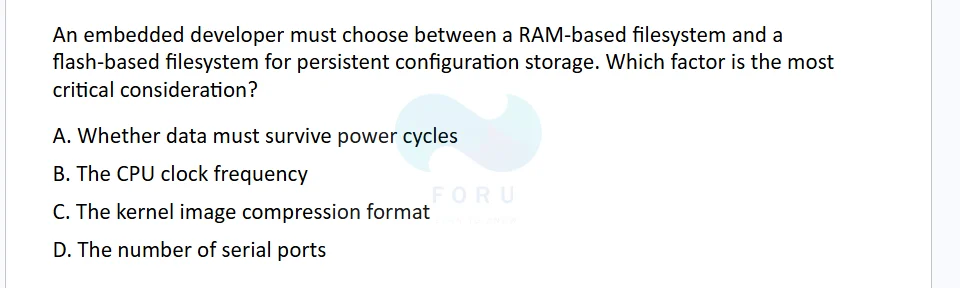 An embedded developer must choose between a RAM-based filesystem and a
flash-based filesystem for persistent configuration storage. Which factor is the most
critical consideration?
A. Whether data must survive power cycles
B. The CPU clock frequency
FORU
C. The kernel image compression format
D. The number of serial ports